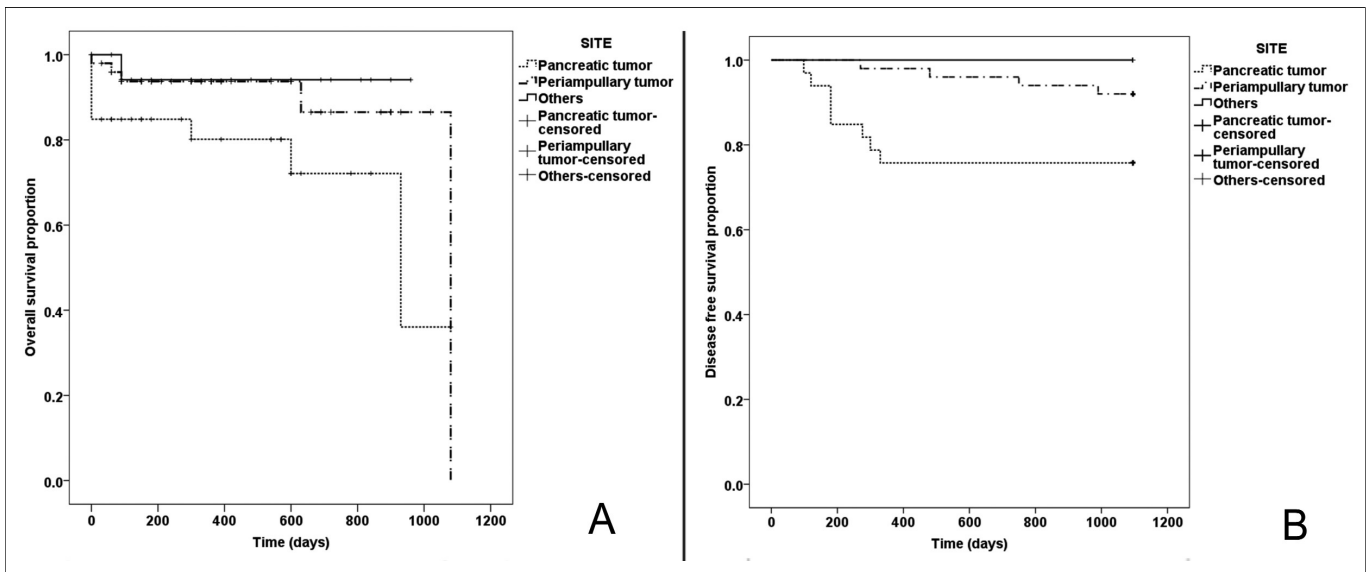 SITE
Pancreatic tumor
Periampullary tumor
Others
Pancreatic tumor-
censored
Periampullary
tumor-censored
Others-censored
Overall survival proportion
1.0
0.8
0.6
0.4
0.2
0.0
0 200 400 600 800 1000 1200
Time (days)
A
SITE
Pancreatic tumor
Periampullary tumor
Others
Pancreatic tumor-
censored
Periampullary
tumor-censored
Others-censored
Disease free survival proportion
1.0
0.8
0.6
0.4
0.2
0.0
0 200 400 600 800 1000 1200
Time (days)
B